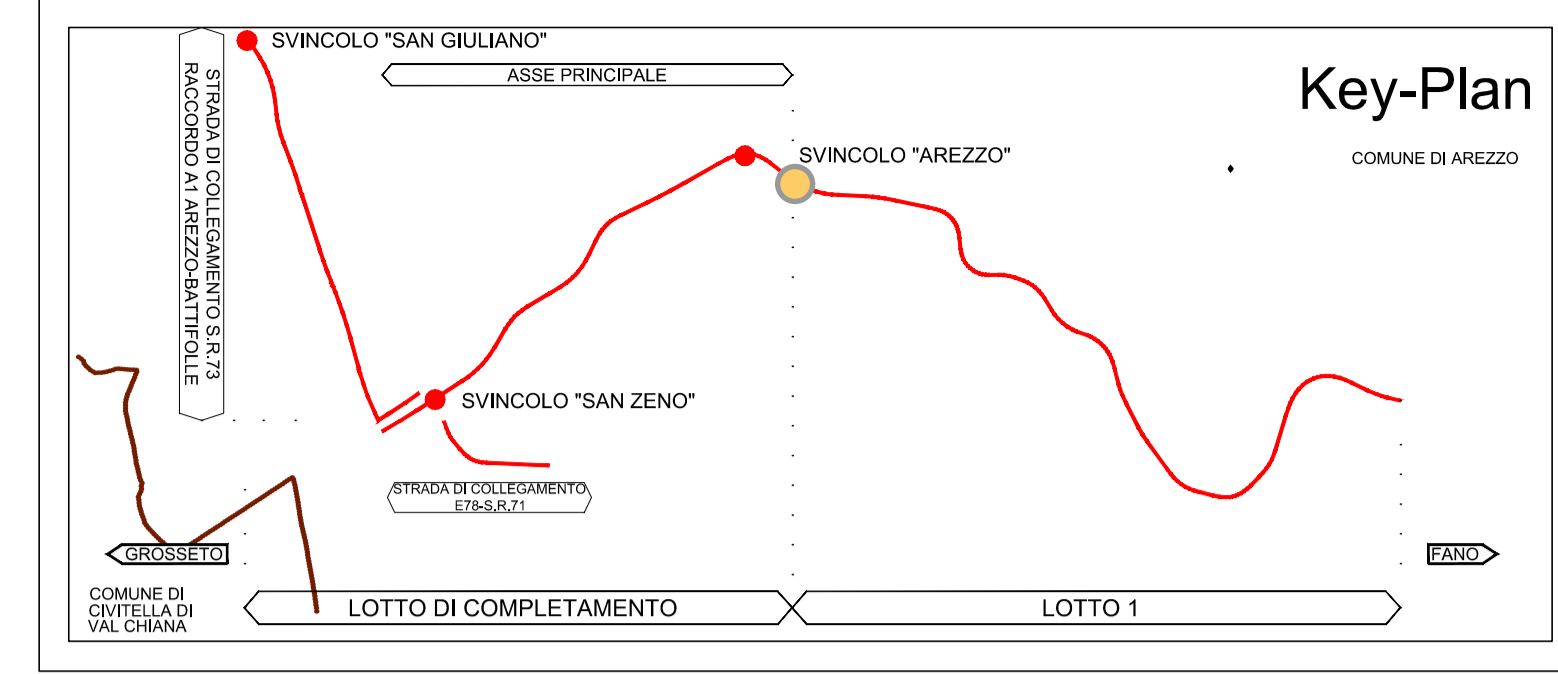 SVINCOLO "SAN GIULIANO"
ASSE PRINCIPALE
Key-Plan
STRADA DI COLLEGAMENTO S.R.73
RACCORDO A1 AREZZO-BATTIFOLLE
SVINCOLO "AREZZO"
COMUNE DI AREZZO
SVINCOLO "SAN ZENO"
STRADA DI COLLEGAMENTO
E78-S.R.71
GROSSETO
FANO
COMUNE DI
CIVITELLA DI
VAL CHIANA
LOTTO DI COMPLETAMENTO
LOTTO 1